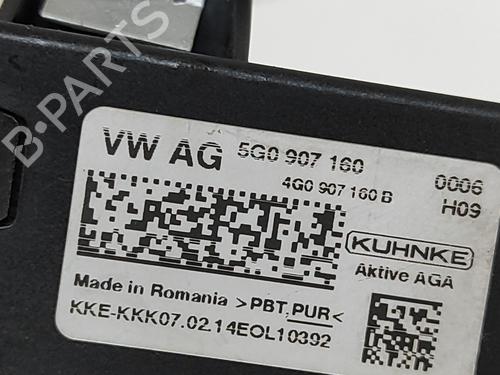 B-PARTS
VW AG 5G0 907 160 0006
4G0 907 160 B H09
KUHNKE
Aktive AGA
Made in Romania >PBT,PUR<
KKE-KKK07.02.14EOL10392